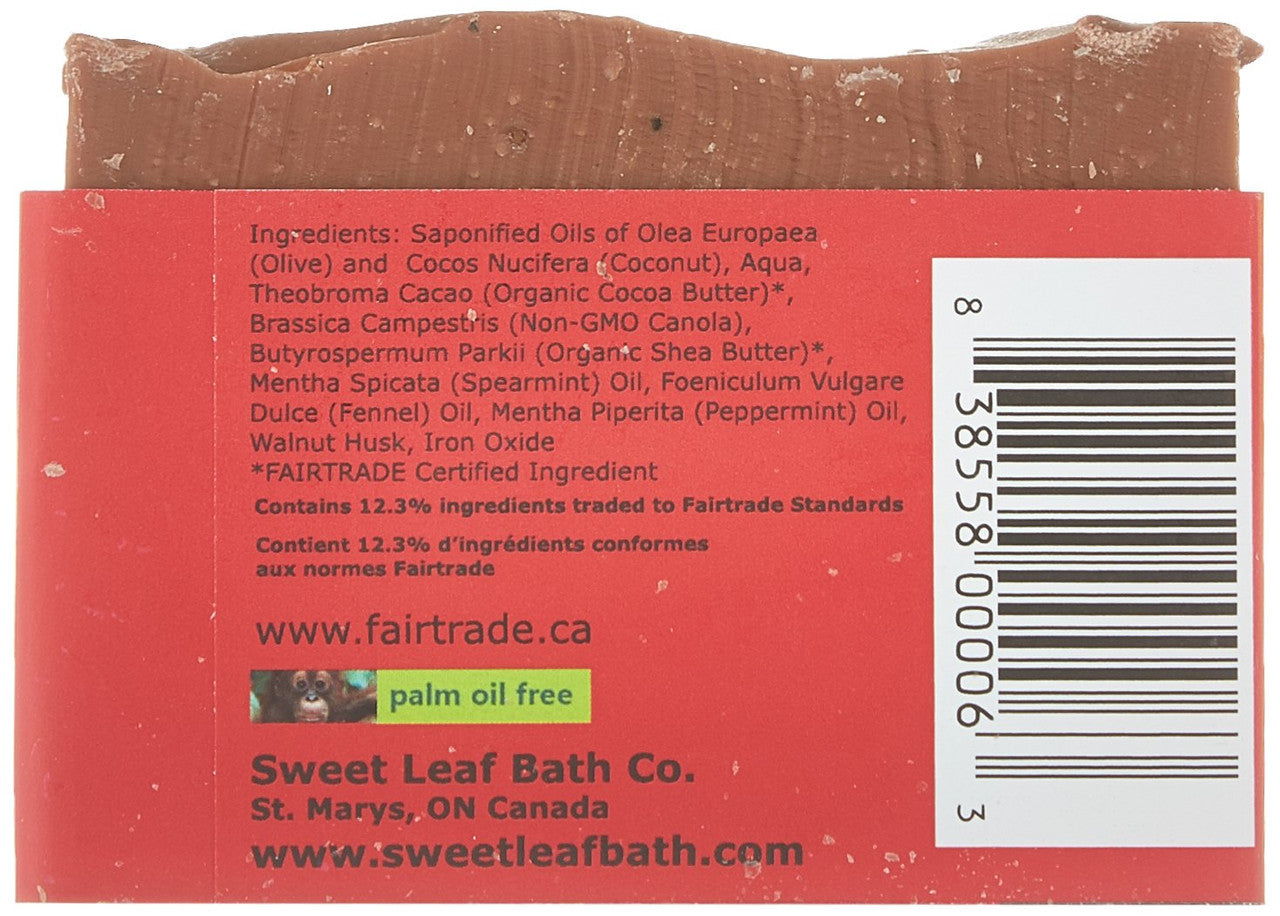 Ingredients: Saponified Oils of Olea Europaea
(Olive) and Cocos Nucifera (Coconut), Aqua,
Theobroma Cacao (Organic Cocoa Butter)*,
Brassica Campestris (Non-GMO Canola),
Butyrospermum Parkii (Organic Shea Butter)*,
Mentha Spicata (Spearmint) Oil, Foeniculum Vulgare
Dulce (Fennel) Oil, Mentha Piperita (Peppermint) Oil,
Walnut Husk, Iron Oxide
*FAIRTRADE Certified Ingredient
Contains 12.3% ingredients traded to Fairtrade Standards
Contient 12.3% d'ingrédients conformes
aux normes Fairtrade
www.fairtrade.ca
palm oil free
Sweet Leaf Bath Co.
St. Marys, ON Canada
www.sweetleafbath.com
8 38558 00006 3